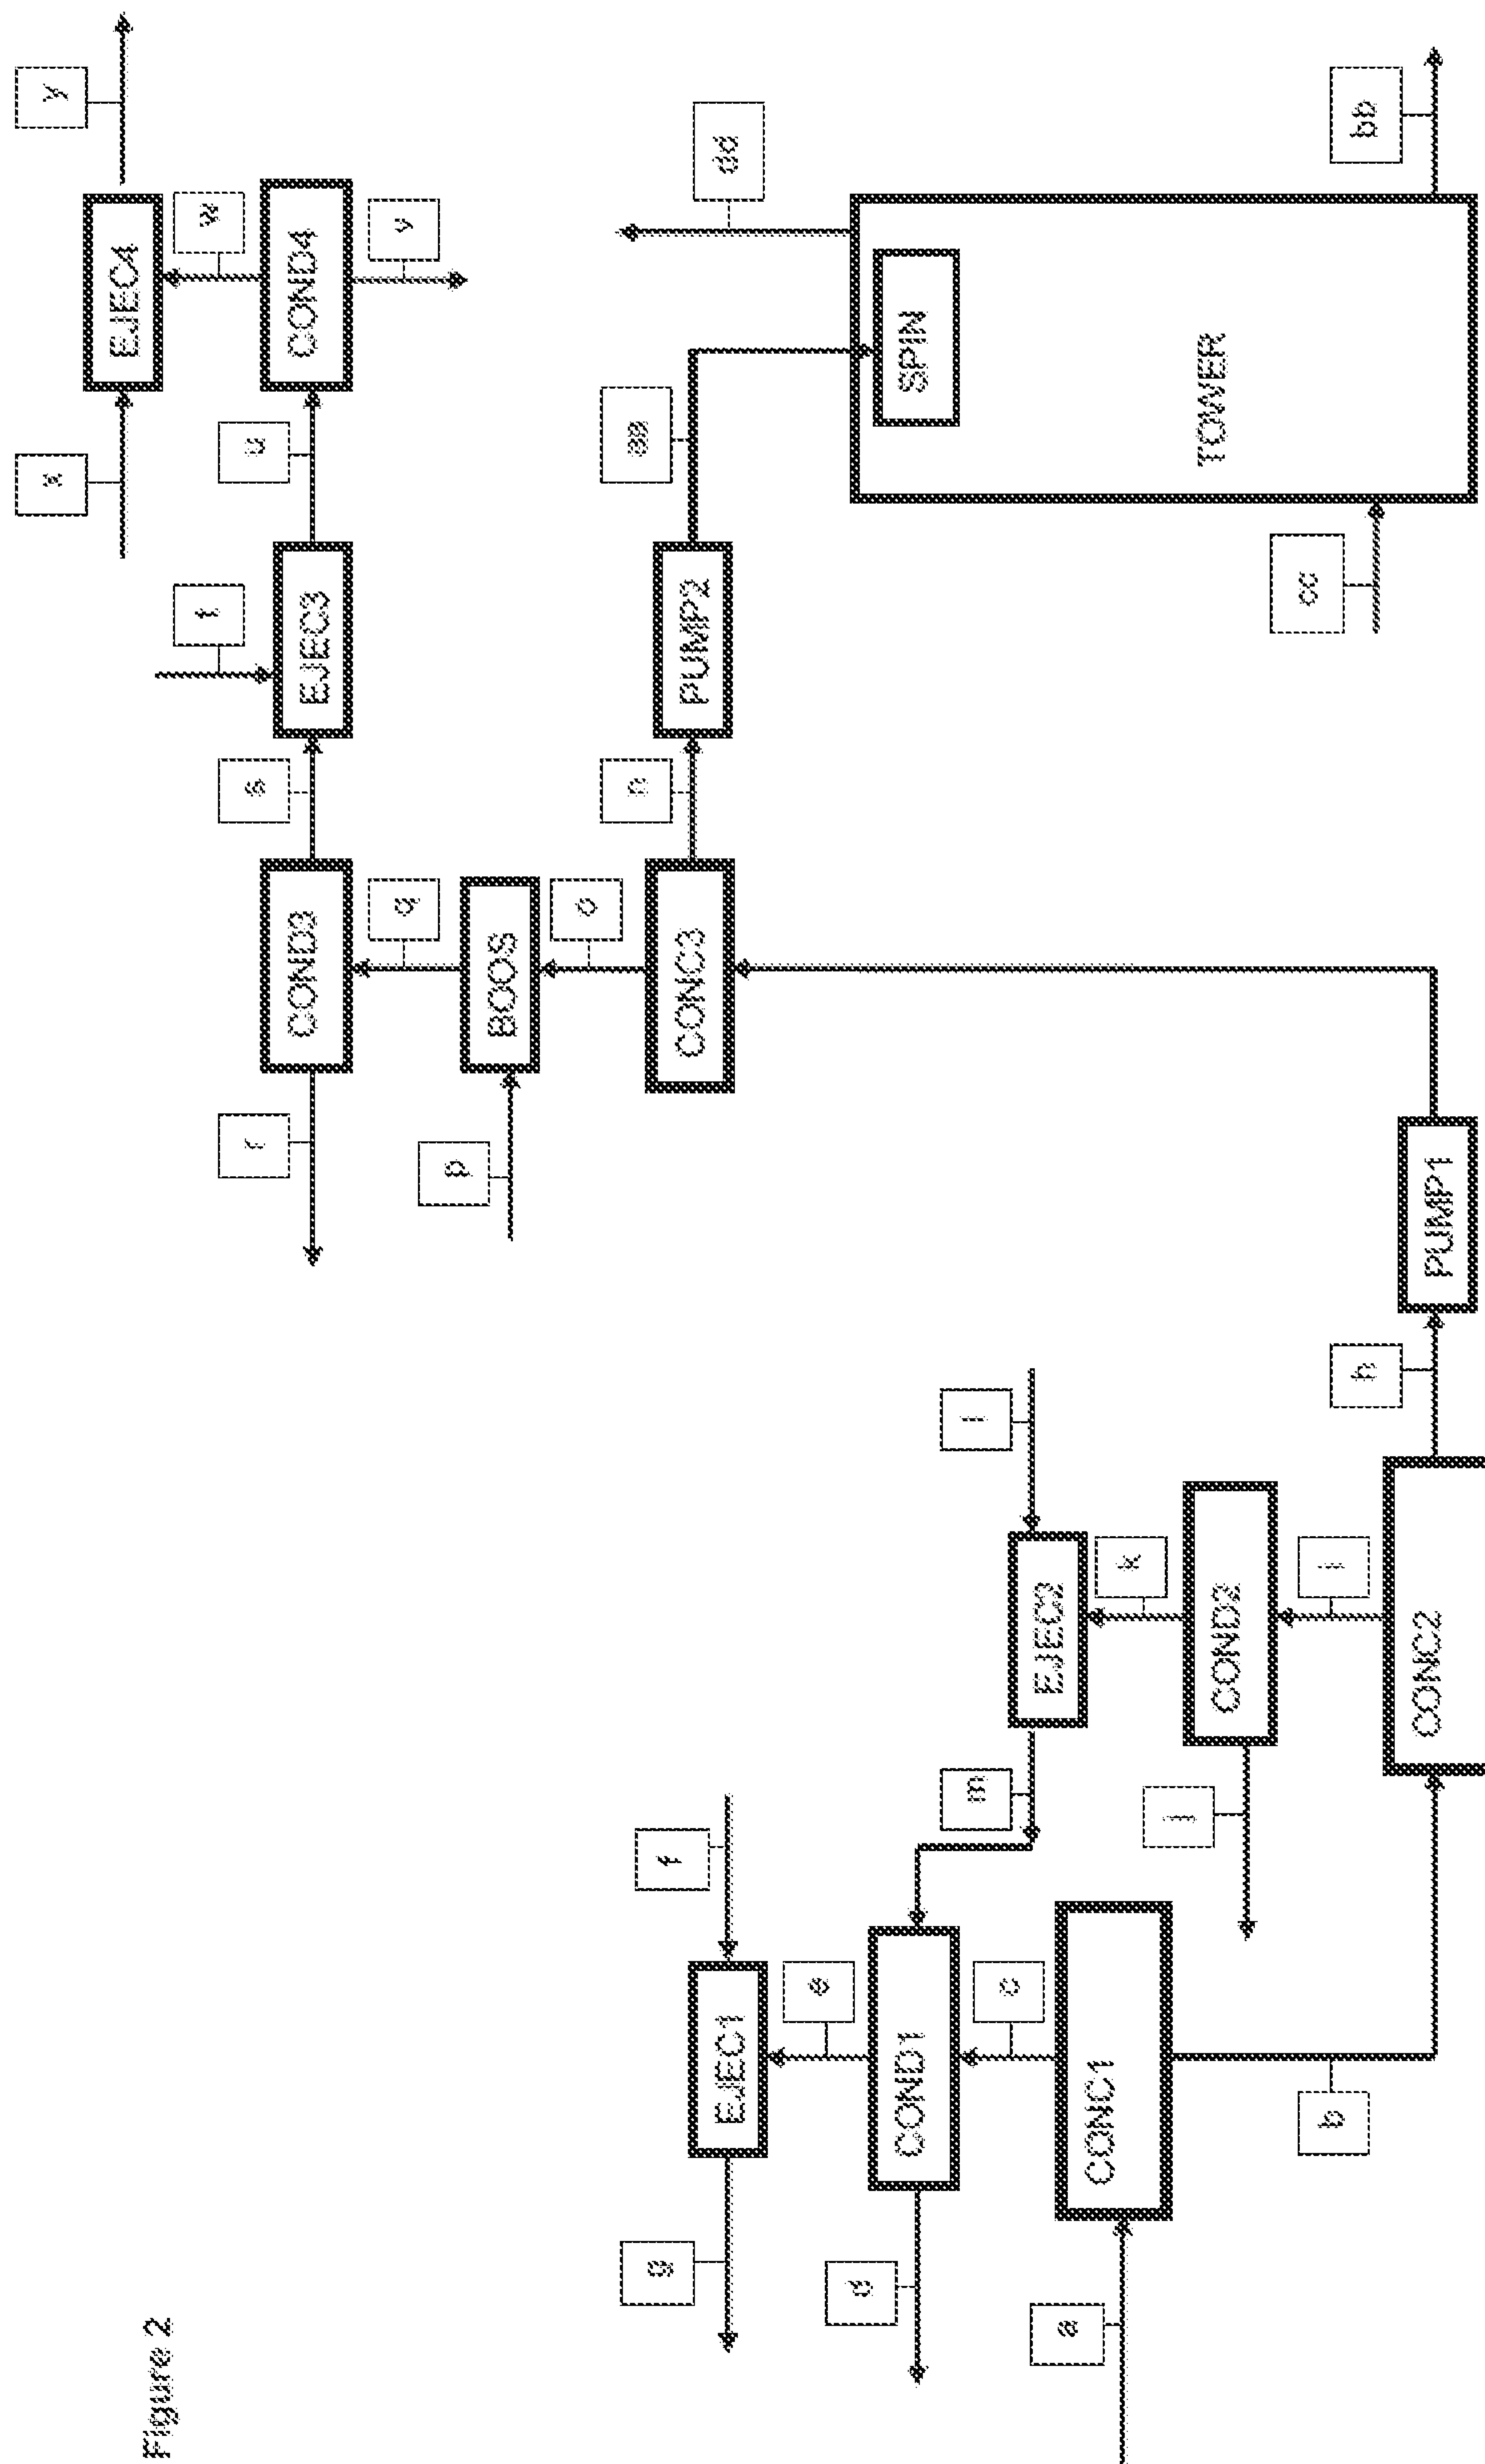 Figure 2
a
CONC1
b
c
COND1
d
e
EJEC1
f
g
CONC2
h
i
COND2
j
k
EJEC2
l
m
PUMP1
CONC3
n
o
BOOS
p
q
COND3
r
s
EJEC3
t
u
COND4
v
w
EJEC4
x
y
PUMP2
aa
SPIN
TOWER
bb
cc
dd